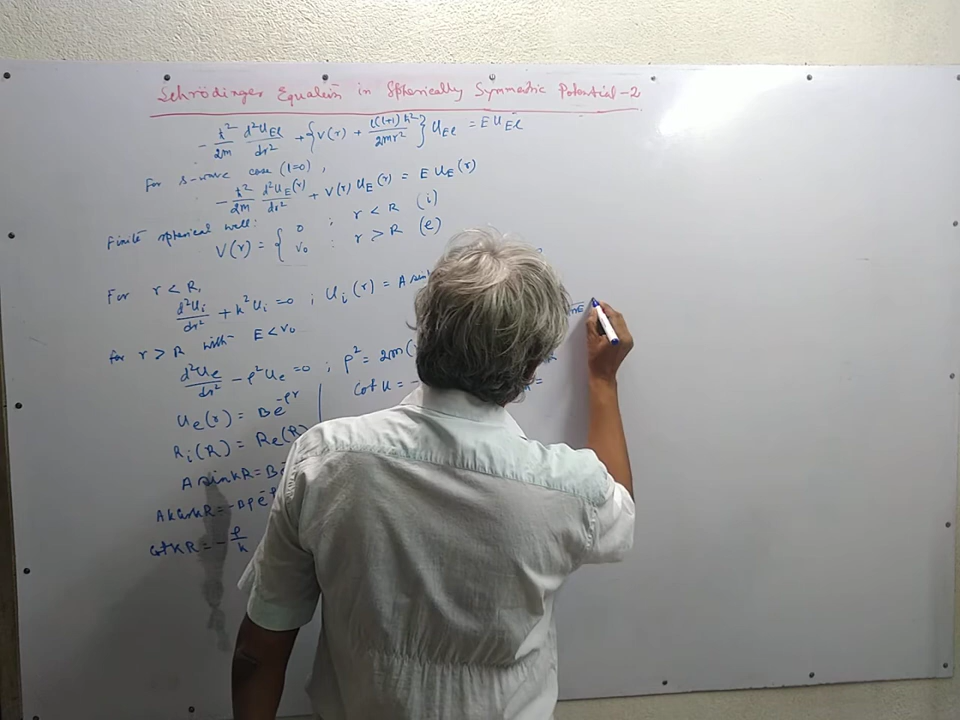 Schrödinger Equation in Spherically Symmetric Potential-2
-ħ²/2m d²U_El/dr² + {V(r) + l(l+1)ħ²/2mr²} U_El = E U_El
For s-wave case (l=0),
-ħ²/2m d²U_E(r)/dr² + V(r) U_E(r) = E U_E(r)
Finite spherical well:
V(r) = { 0 ; r < R (i)
V₀ : r > R (e)
For r < R,
d²U_i/dr² + k²U_i = 0 ; U_i(r) = A sin
for r > R with E < V₀
d²U_e/dr² - ρ²U_e = 0 ; ρ² = 2m(
U_e(r) = Be^-ρr
cot u = -
R_i(R) = R_e(R)
A sin kR = B
Ak cos kR = -Bρe
cot kR = -ρ/k